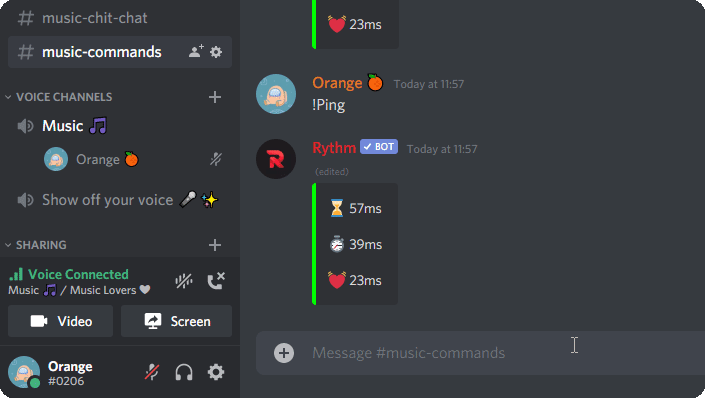 # music-chit-chat
# music-commands
VOICE CHANNELS
Music 🎵
Orange 🍊
Show off your voice 🎤 ✨
SHARING
Voice Connected
Music 🎵 / Music Lovers 🤍
Video
Screen
Orange
#0206
23ms
Orange 🍊 Today at 11:57
!Ping
Rythm ✓ BOT Today at 11:57
(edited)
⏳ 57ms
⏱ 39ms
💓 23ms
Message #music-commands